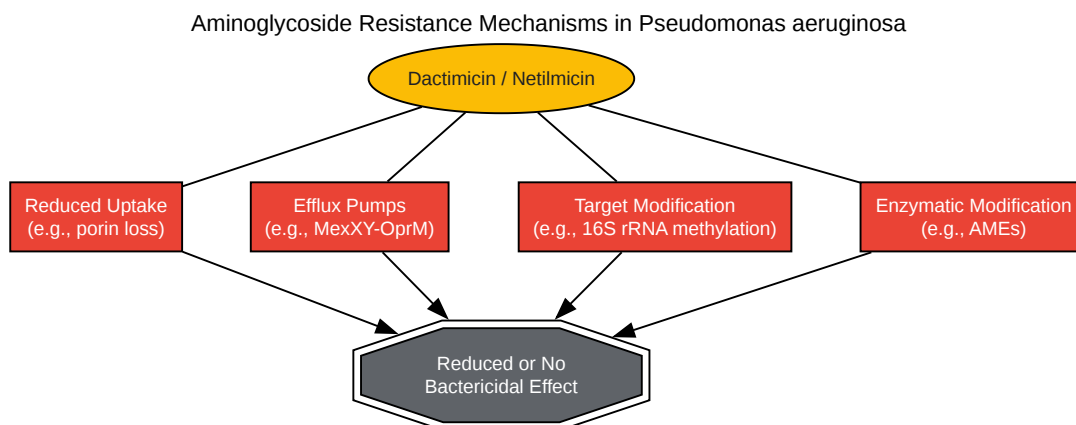 Aminoglycoside Resistance Mechanisms in Pseudomonas aeruginosa
Dactimicin / Netilmicin
Reduced Uptake
(e.g., porin loss)
Efflux Pumps
(e.g., MexXY-OprM)
Target Modification
(e.g., 16S rRNA methylation)
Enzymatic Modification
(e.g., AMEs)
Reduced or No
Bactericidal Effect